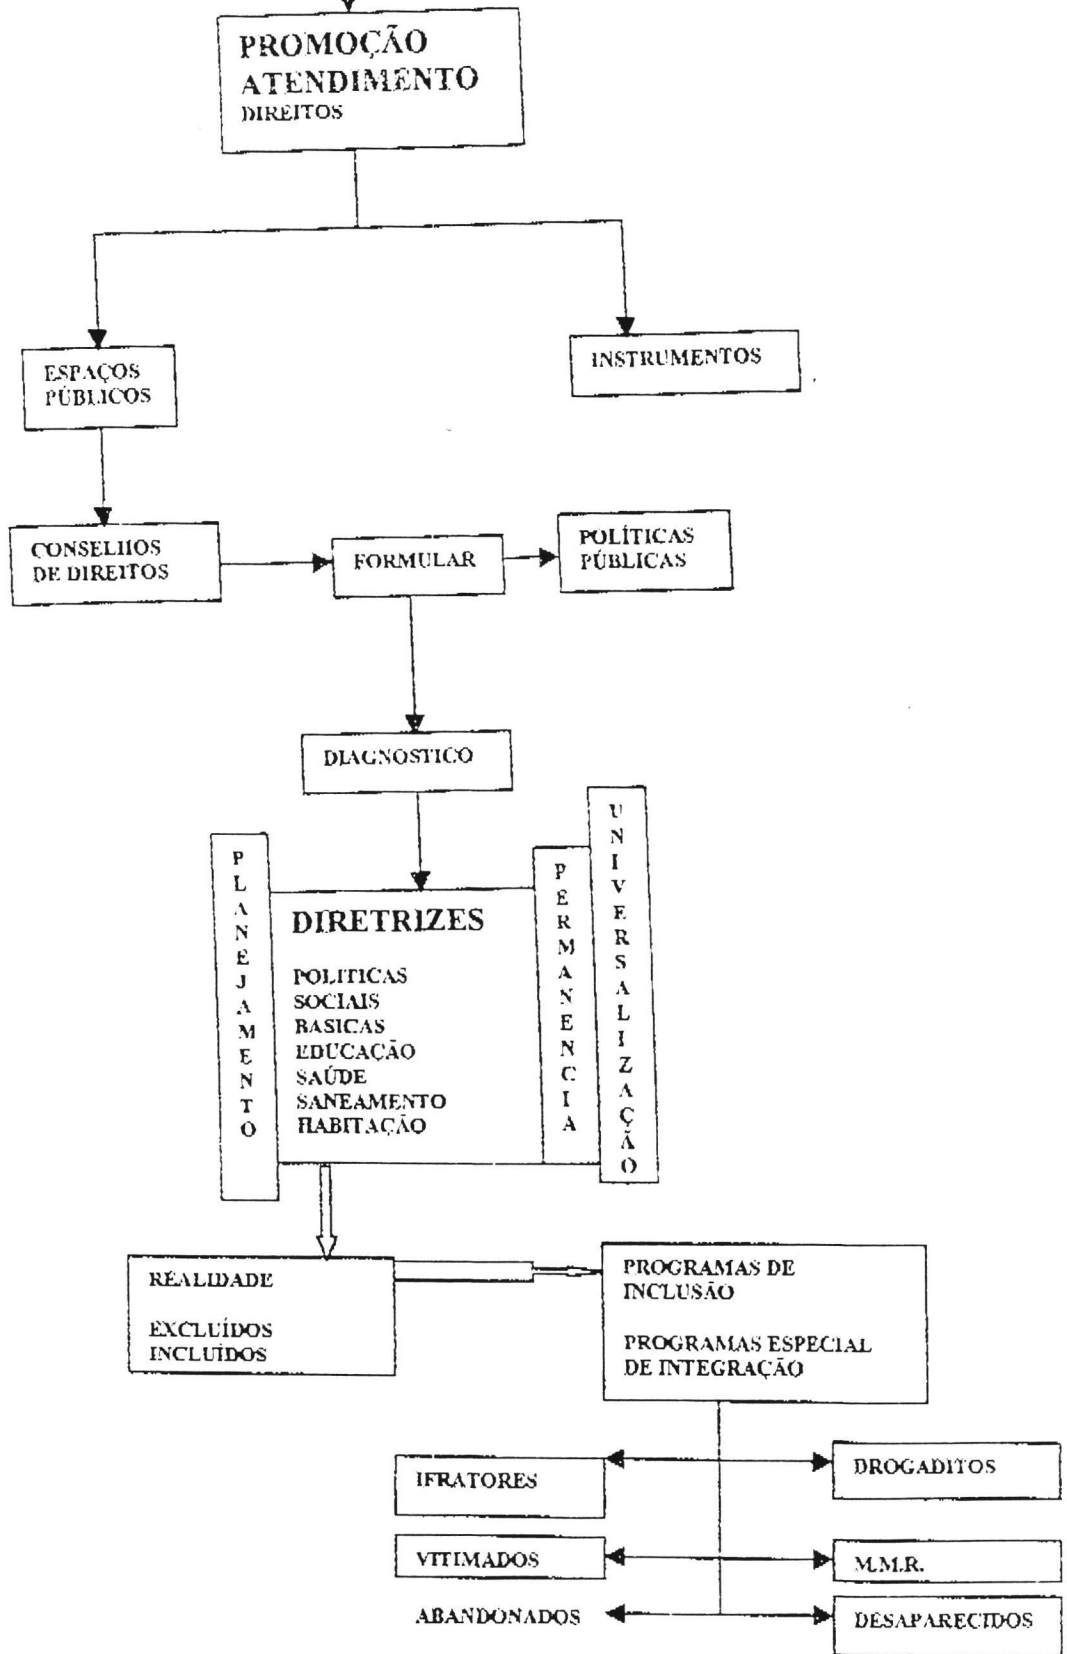 PROMOÇÃO
ATENDIMENTO
DIREITOS
ESPAÇOS
PÚBLICOS
INSTRUMENTOS
CONSELHOS
DE DIREITOS
FORMULAR
POLÍTICAS
PÚBLICAS
DIAGNOSTICO
PLANEJAMENTO
DIRETRIZES
POLITICAS
SOCIAIS
BASICAS
EDUCAÇÃO
SAÚDE
SANEAMENTO
HABITAÇÃO
PERMANENCIA
UNIVERSALIZAÇÃO
REALIDADE
EXCLUÍDOS
INCLUÍDOS
PROGRAMAS DE
INCLUSÃO
PROGRAMAS ESPECIAL
DE INTEGRAÇÃO
IFRATORES
DROGADITOS
VITIMADOS
M.M.R.
ABANDONADOS
DESAPARECIDOS